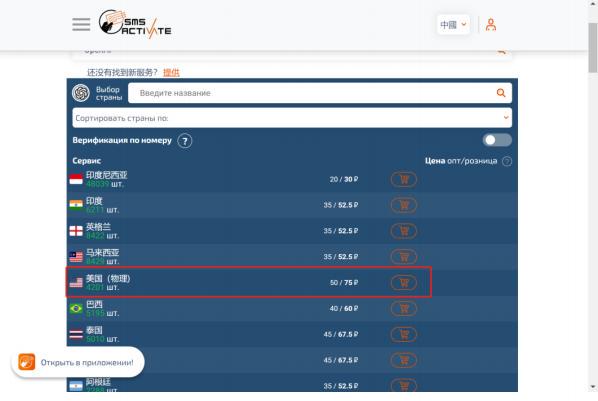 SMS
ACTIVATE
中國
OpenAI
还没有找到新服务？ 提供
Выбор страны
Введите название
Сортировать страны по:
Верификация по номеру ?
Сервис Цена опт/розница ?
印度尼西亚
48039 шт. 20 / 30 ₽
印度
6211 шт. 35 / 52.5 ₽
英格兰
8422 шт. 35 / 52.5 ₽
马来西亚
8429 шт. 35 / 52.5 ₽
美国（物理）
4201 шт. 50 / 75 ₽
巴西
5195 шт. 40 / 60 ₽
泰国
5010 шт. 45 / 67.5 ₽
Открыть в приложении!
45 / 67.5 ₽
阿根廷
2288 шт. 35 / 52.5 ₽